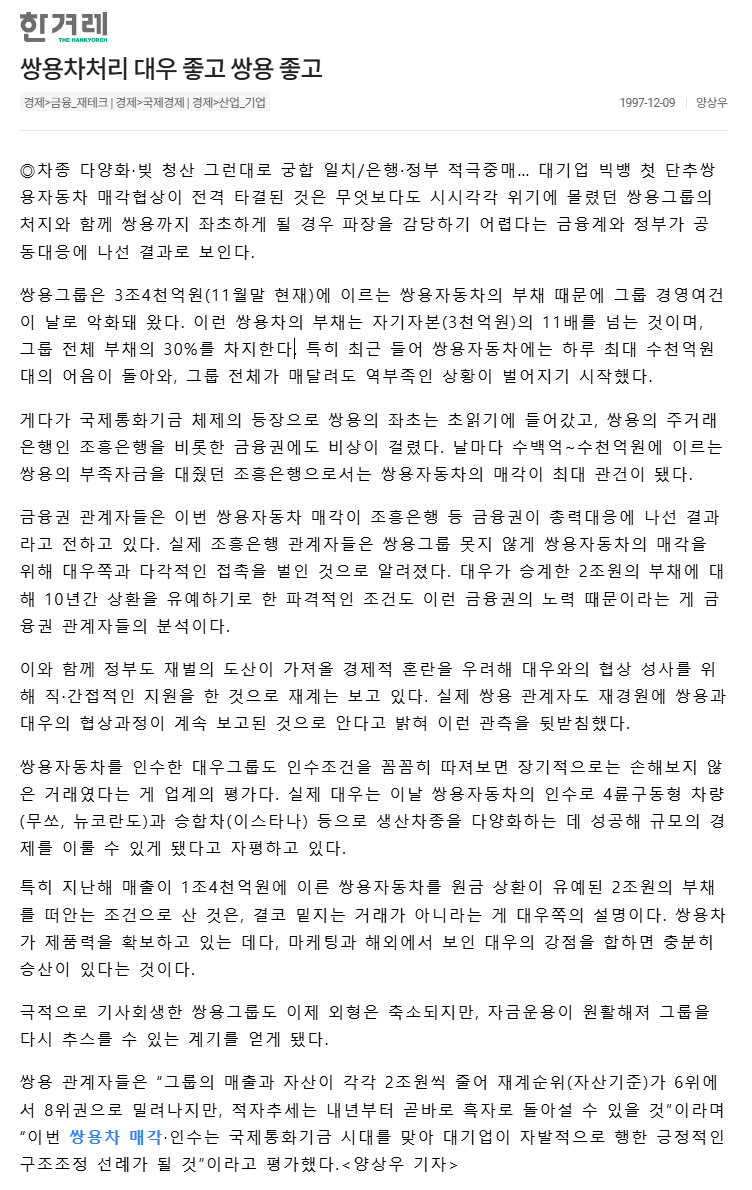 한겨레
THE HANKYOREH
쌍용차처리 대우 좋고 쌍용 좋고
경제>금융_재테크 | 경제>국제경제 | 경제>산업_기업
1997-12-09 | 양상우
◎차종 다양화·빚 청산 그런대로 궁합 일치/은행·정부 적극중매… 대기업 빅뱅 첫 단추쌍
용자동차 매각협상이 전격 타결된 것은 무엇보다도 시시각각 위기에 몰렸던 쌍용그룹의
처지와 함께 쌍용까지 좌초하게 될 경우 파장을 감당하기 어렵다는 금융계와 정부가 공
동대응에 나선 결과로 보인다.
쌍용그룹은 3조4천억원(11월말 현재)에 이르는 쌍용자동차의 부채 때문에 그룹 경영여건
이 날로 악화돼 왔다. 이런 쌍용차의 부채는 자기자본(3천억원)의 11배를 넘는 것이며,
그룹 전체 부채의 30%를 차지한다. 특히 최근 들어 쌍용자동차에는 하루 최대 수천억원
대의 어음이 돌아와, 그룹 전체가 매달려도 역부족인 상황이 벌어지기 시작했다.
게다가 국제통화기금 체제의 등장으로 쌍용의 좌초는 초읽기에 들어갔고, 쌍용의 주거래
은행인 조흥은행을 비롯한 금융권에도 비상이 걸렸다. 날마다 수백억~수천억원에 이르는
쌍용의 부족자금을 대줬던 조흥은행으로서는 쌍용자동차의 매각이 최대 관건이 됐다.
금융권 관계자들은 이번 쌍용자동차 매각이 조흥은행 등 금융권이 총력대응에 나선 결과
라고 전하고 있다. 실제 조흥은행 관계자들은 쌍용그룹 못지 않게 쌍용자동차의 매각을
위해 대우쪽과 다각적인 접촉을 벌인 것으로 알려졌다. 대우가 승계한 2조원의 부채에 대
해 10년간 상환을 유예하기로 한 파격적인 조건도 이런 금융권의 노력 때문이라는 게 금
융권 관계자들의 분석이다.
이와 함께 정부도 재벌의 도산이 가져올 경제적 혼란을 우려해 대우와의 협상 성사를 위
해 직·간접적인 지원을 한 것으로 재계는 보고 있다. 실제 쌍용 관계자도 재경원에 쌍용과
대우의 협상과정이 계속 보고된 것으로 안다고 밝혀 이런 관측을 뒷받침했다.
쌍용자동차를 인수한 대우그룹도 인수조건을 꼼꼼히 따져보면 장기적으로는 손해보지 않
은 거래였다는 게 업계의 평가다. 실제 대우는 이날 쌍용자동차의 인수로 4륜구동형 차량
(무쏘, 뉴코란도)과 승합차(이스타나) 등으로 생산차종을 다양화하는 데 성공해 규모의 경
제를 이룰 수 있게 됐다고 자평하고 있다.
특히 지난해 매출이 1조4천억원에 이른 쌍용자동차를 원금 상환이 유예된 2조원의 부채
를 떠안는 조건으로 산 것은, 결코 밑지는 거래가 아니라는 게 대우쪽의 설명이다. 쌍용차
가 제품력을 확보하고 있는 데다, 마케팅과 해외에서 보인 대우의 강점을 합하면 충분히
승산이 있다는 것이다.
극적으로 기사회생한 쌍용그룹도 이제 외형은 축소되지만, 자금운용이 원활해져 그룹을
다시 추스를 수 있는 계기를 얻게 됐다.
쌍용 관계자들은 “그룹의 매출과 자산이 각각 2조원씩 줄어 재계순위(자산기준)가 6위에
서 8위권으로 밀려나지만, 적자추세는 내년부터 곧바로 흑자로 돌아설 수 있을 것”이라며
“이번 쌍용차 매각·인수는 국제통화기금 시대를 맞아 대기업이 자발적으로 행한 긍정적인
구조조정 선례가 될 것”이라고 평가했다.<양상우 기자>